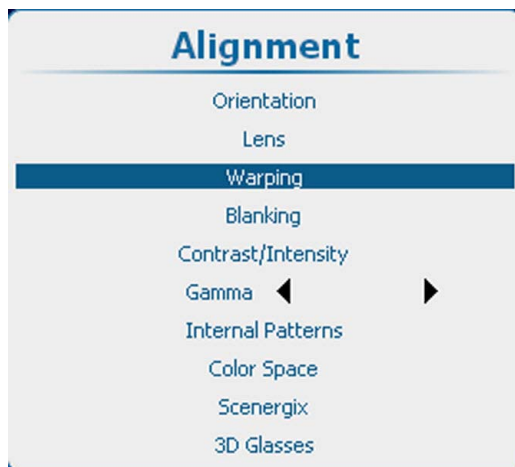 Alignment
Orientation
Lens
Warping
Blanking
Contrast/Intensity
Gamma
Internal Patterns
Color Space
Scenergix
3D Glasses